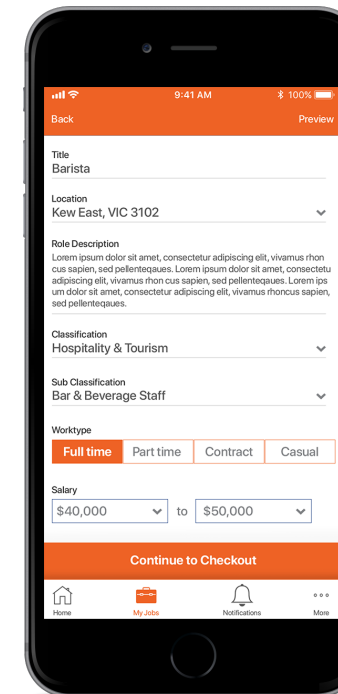 9:41 AM
100%
Back
Preview
Title
Barista
Location
Kew East, VIC 3102
Role Description
Lorem ipsum dolor sit amet, consectetur adipiscing elit, vivamus rhon
cus sapien, sed pellenteqaues. Lorem ipsum dolor sit amet, consectetu
adipiscing elit, vivamus rhon cus sapien, sed pellenteqaues. Lorem ips
um dolor sit amet, consectetur adipiscing elit, vivamus rhoncus sapien,
sed pellenteqaues.
Classification
Hospitality & Tourism
Sub Classification
Bar & Beverage Staff
Worktype
Full time Part time Contract Casual
Salary
$40,000 to $50,000
Continue to Checkout
Home My Jobs Notifications More